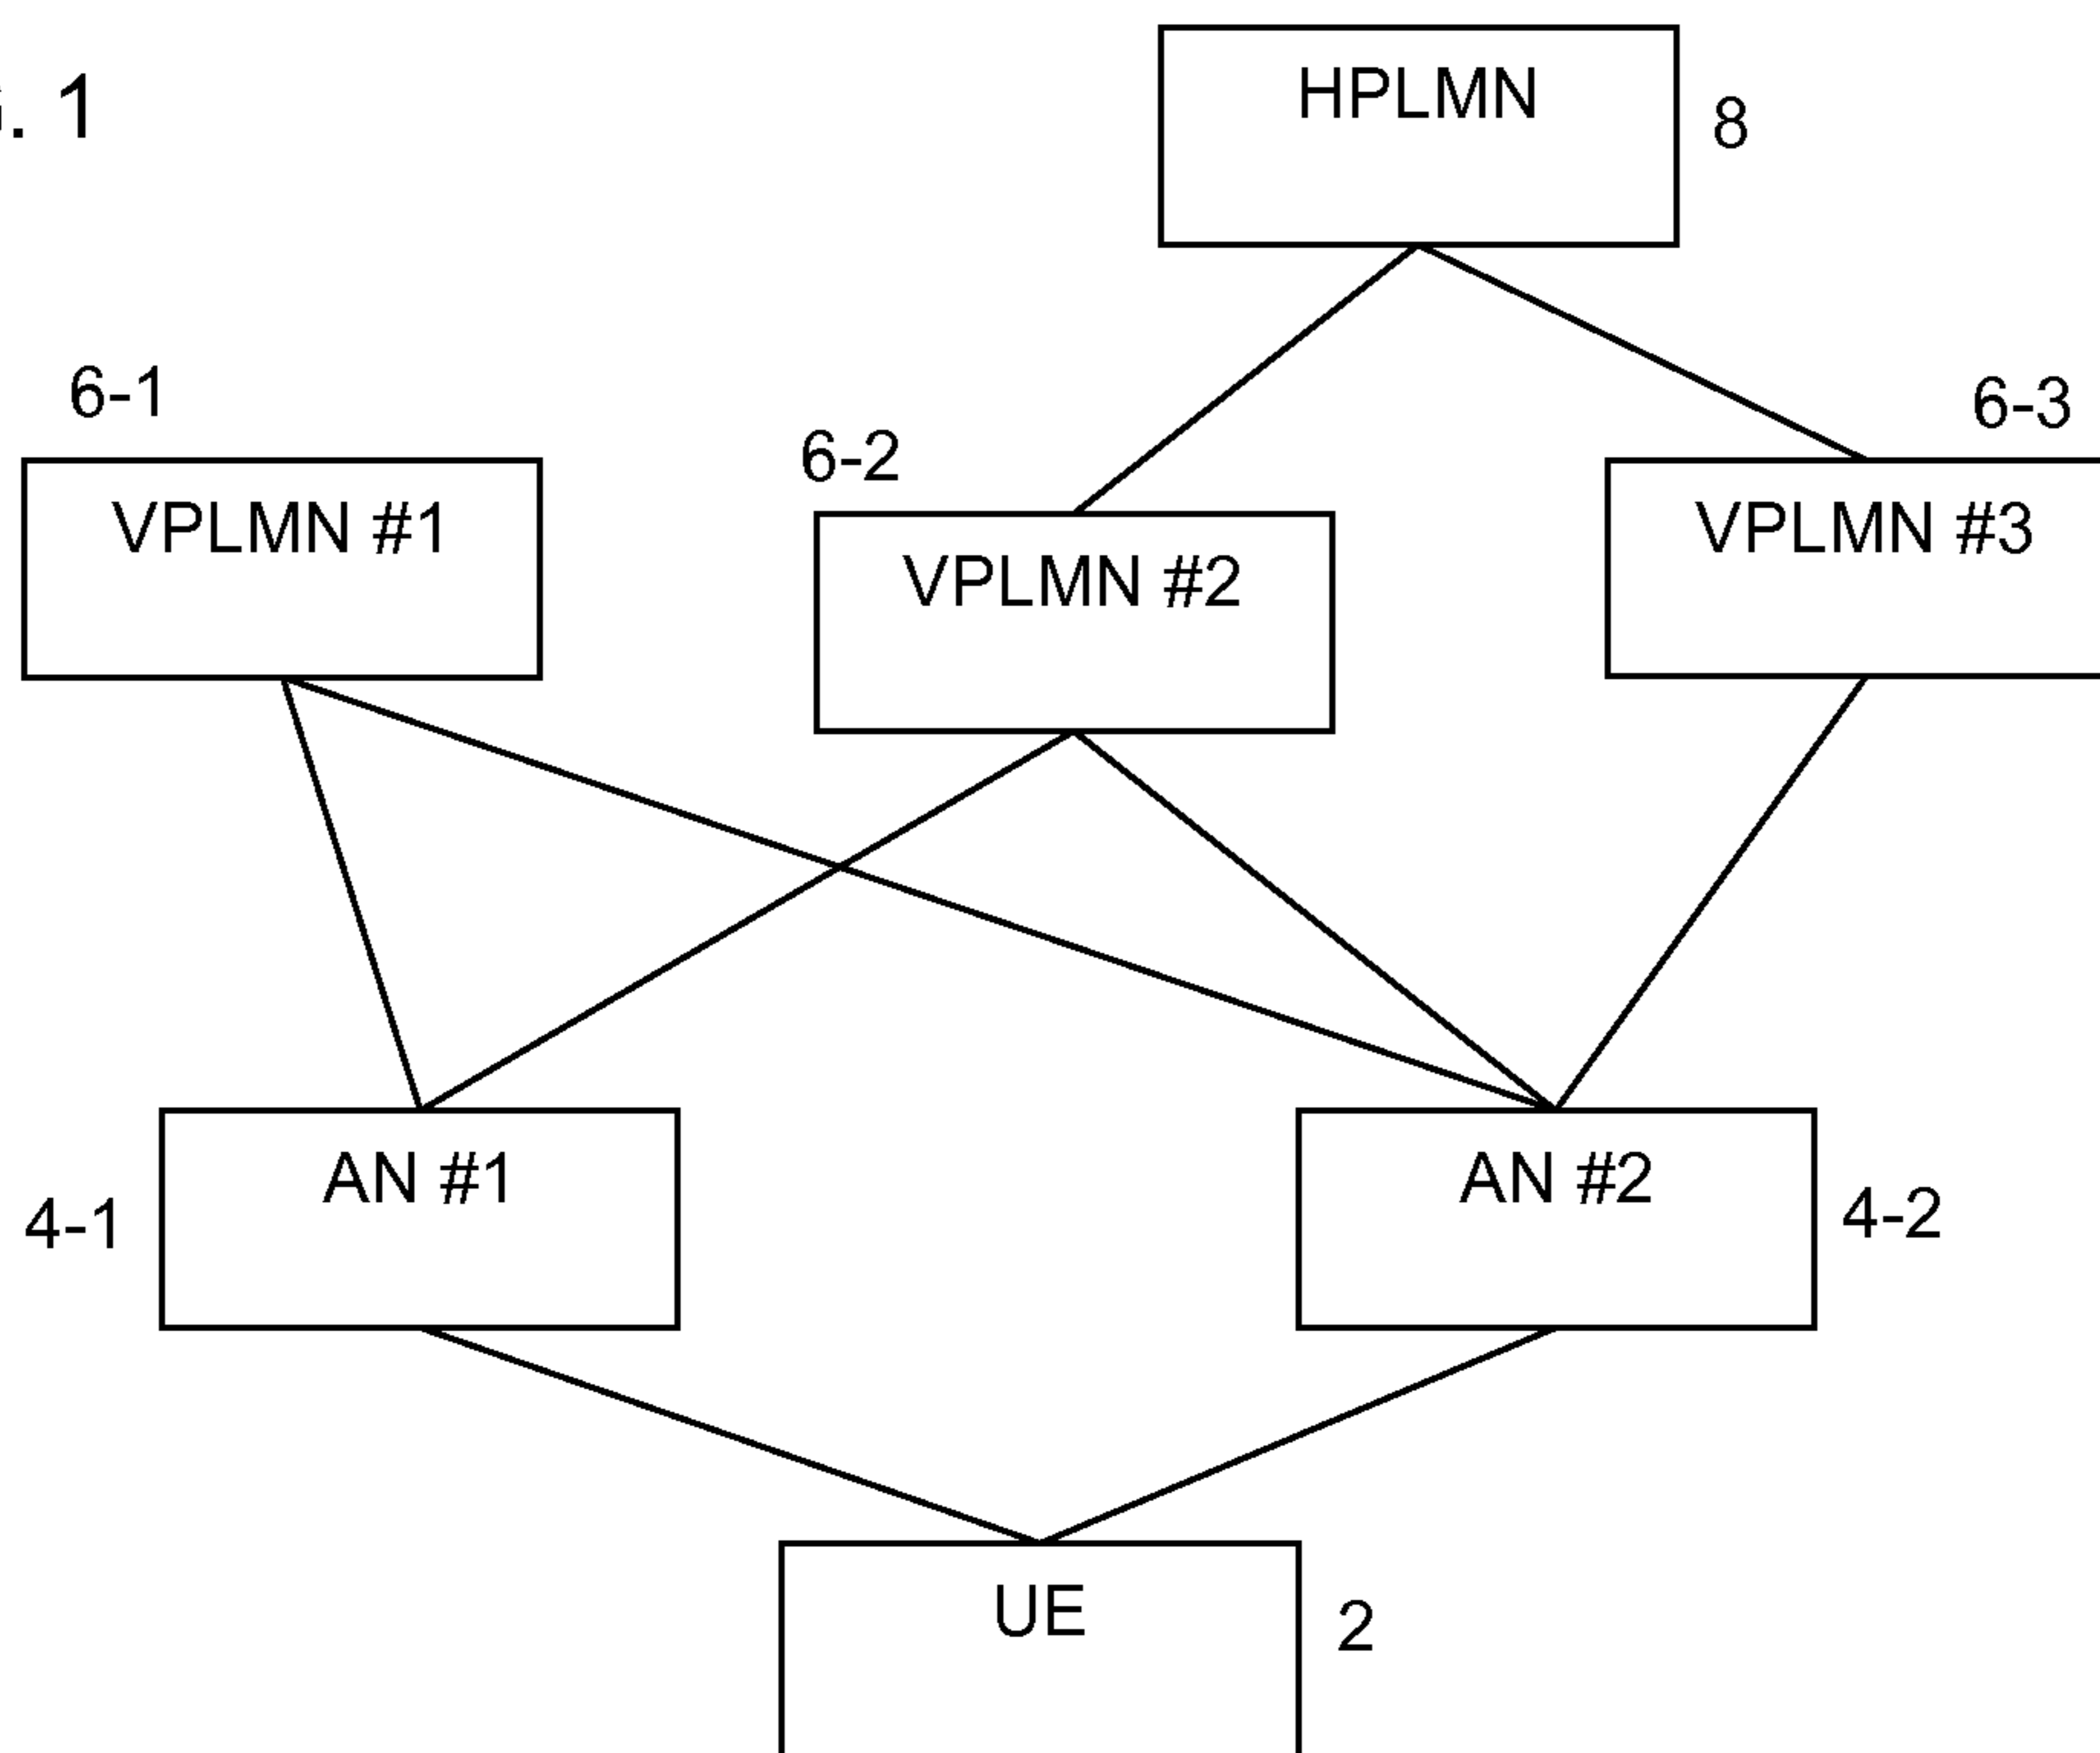 . 1
HPLMN
8
6-1
6-2
6-3
VPLMN #1
VPLMN #2
VPLMN #3
AN #1
4-1
AN #2
4-2
UE
2